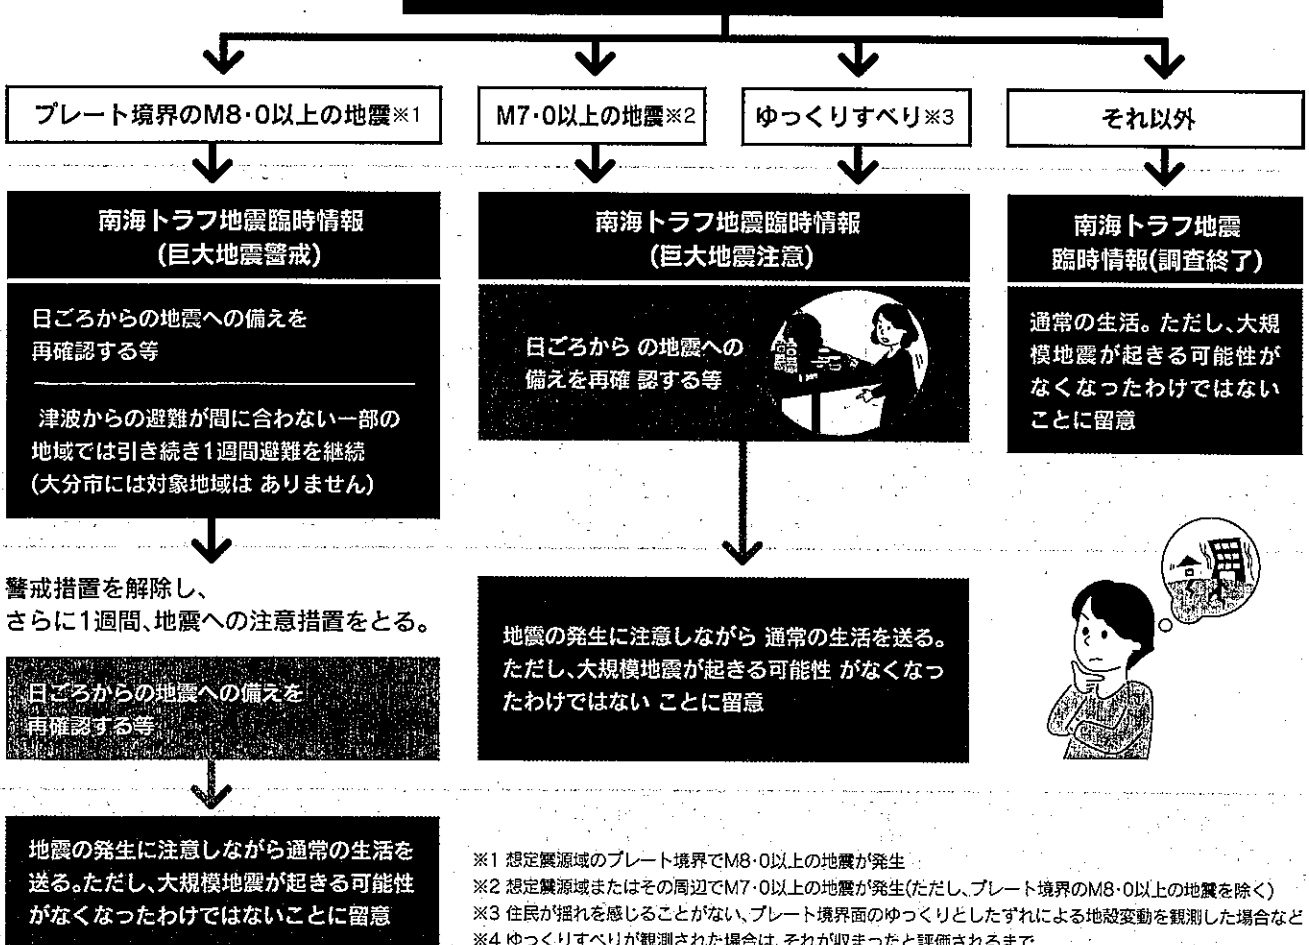 プレート境界のM8·0以上の地震※1
M7·0以上の地震※2
ゆっくりすべり※3
それ以外
南海トラフ地震臨時情報
(巨大地震警戒)
日ごろからの地震への備えを
再確認する等
津波からの避難が間に合わない一部の
地域では引き続き1週間避難を継続
(大分市には対象地域は ありません)
警戒措置を解除し、
さらに1週間、地震への注意措置をとる。
日ごろからの地震への備えを
再確認する等
地震の発生に注意しながら通常の生活を
送る。ただし、大規模地震が起きる可能性
がなくなったわけではないことに留意
南海トラフ地震臨時情報
(巨大地震注意)
日ごろから の地震への
備えを再確 認する等
地震の発生に注意しながら 通常の生活を送る。
ただし、大規模地震が起きる可能性 がなくなっ
たわけではない ことに留意
南海トラフ地震
臨時情報(調査終了)
通常の生活。ただし、大規
模地震が起きる可能性が
なくなったわけではない
ことに留意
※1 想定震源域のプレート境界でM8·0以上の地震が発生
※2 想定震源域またはその周辺でM7·0以上の地震が発生(ただし、プレート境界のM8·0以上の地震を除く)
※3 住民が揺れを感じることがない、プレート境界面のゆっくりとしたずれによる地殻変動を観測した場合など
※4 ゆっくりすべりが観測された場合は、それが収まったと評価されるまで